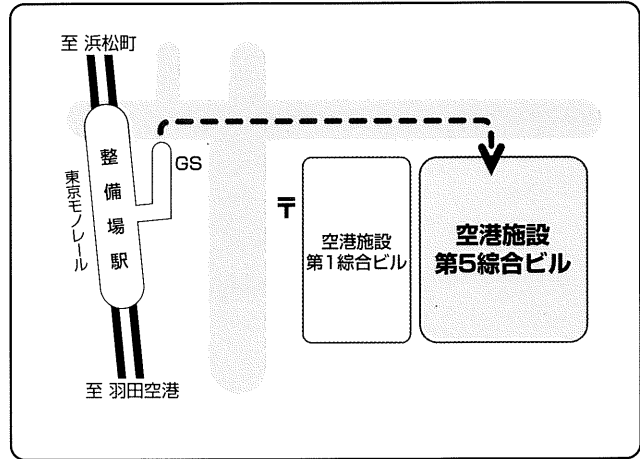 至 浜松町
整備場駅
東京モノレール
GS
〒
空港施設
第1綜合ビル
空港施設
第5綜合ビル
至 羽田空港